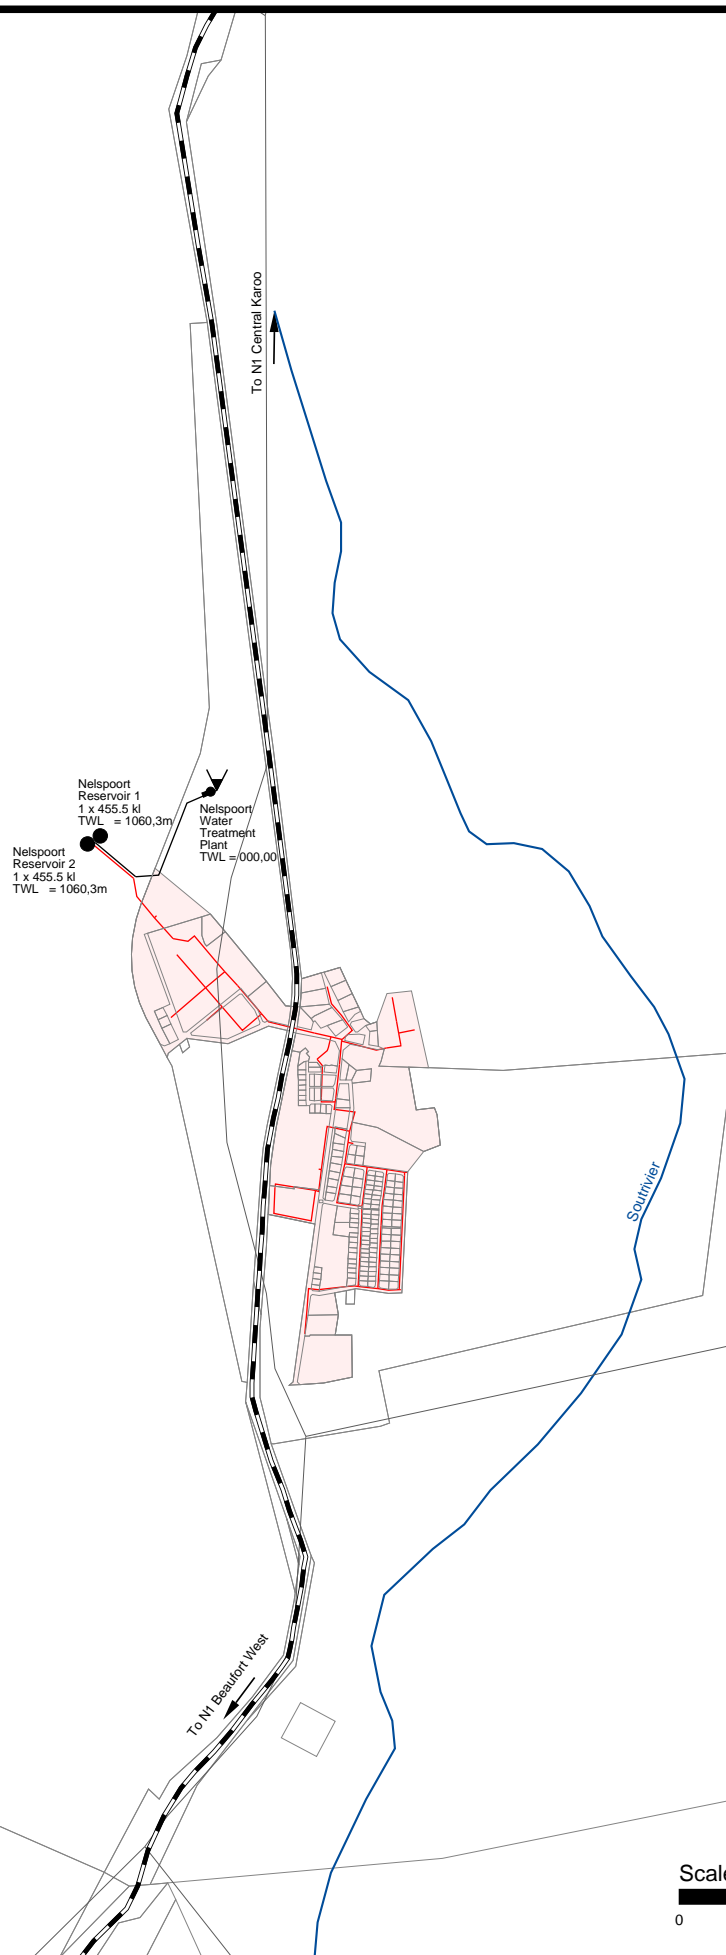 To N1 Central Karoo
Nelspoort
Reservoir 1
1 x 455.5 kl
TWL = 1060,3m
Nelspoort
Water
Treatment
Plant
TWL = 000,00
Nelspoort
Reservoir 2
1 x 455.5 kl
TWL = 1060,3m
Soutrivier
To N1 Beaufort West
Scale
0